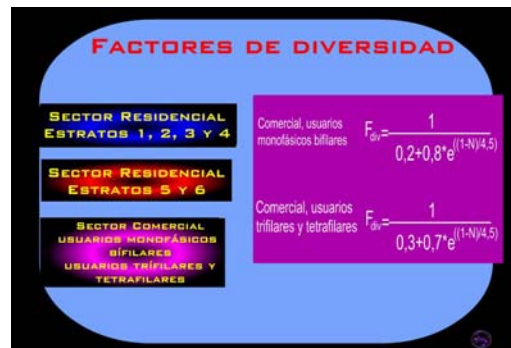 FACTORES DE DIVERSIDAD
SECTOR RESIDENCIAL
ESTRATOS 1, 2, 3 Y 4
SECTOR RESIDENCIAL
ESTRATOS 5 Y 6
SECTOR COMERCIAL
USUARIOS MONOFÁSICOS
BÍFILARES
USUARIOS TRÍFILARES Y
TETRAFILARES
Comercial, usuarios
monofásicos bifilares
Fdiv=1/(0,2+0,8*e^((1-N)/4,5))
Comercial, usuarios
trifilares y tetrafilares
Fdiv=1/(0,3+0,7*e^((1-N)/4,5))